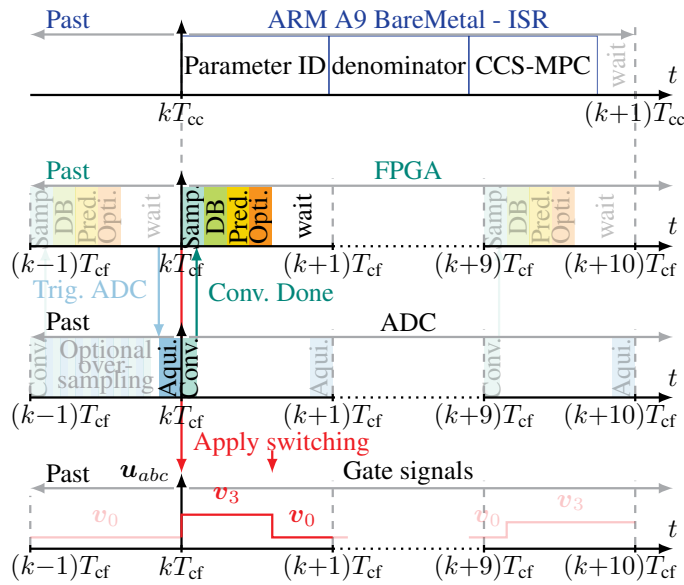 Past ARM A9 BareMetal - ISR
Parameter ID denominator CCS-MPC wait t
kT_cc (k+1)T_cc
Past FPGA
Samp. DB Pred. Opti. wait Samp. DB Pred. Opti. wait Samp. DB Pred. Opti. wait t
(k−1)T_cf kT_cf (k+1)T_cf (k+9)T_cf (k+10)T_cf
Trig. ADC Conv. Done
Past ADC
Conv. Optional over-sampling Aqui. Conv. Aqui. Conv. Aqui. t
(k−1)T_cf kT_cf (k+1)T_cf (k+9)T_cf (k+10)T_cf
Apply switching
Past u_abc Gate signals
v_0 v_3 v_0 v_0 v_3 t
(k−1)T_cf kT_cf (k+1)T_cf (k+9)T_cf (k+10)T_cf